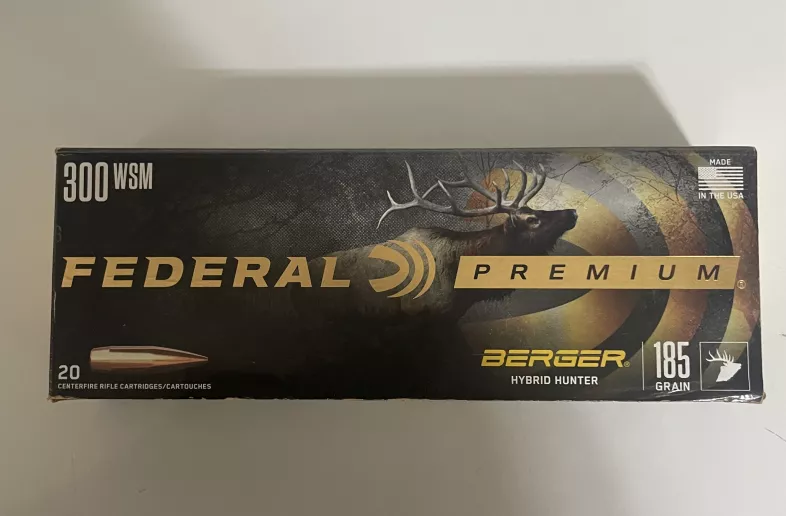 300 WSM
MADE
IN THE USA
FEDERAL PREMIUM®
BERGER®
HYBRID HUNTER
185
GRAIN
20
CENTERFIRE RIFLE CARTRIDGES/CARTOUCHES